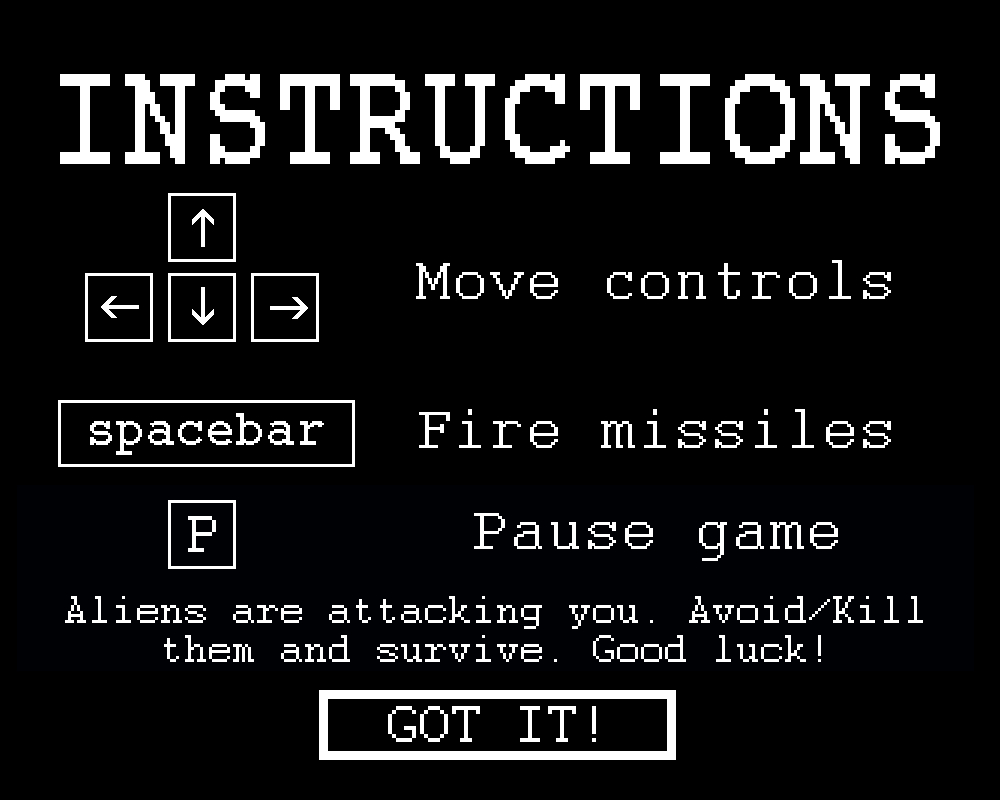 INSTRUCTIONS
↑
← ↓ →
Move controls
spacebar
Fire missiles
P
Pause game
Aliens are attacking you. Avoid/Kill
them and survive. Good luck!
GOT IT!